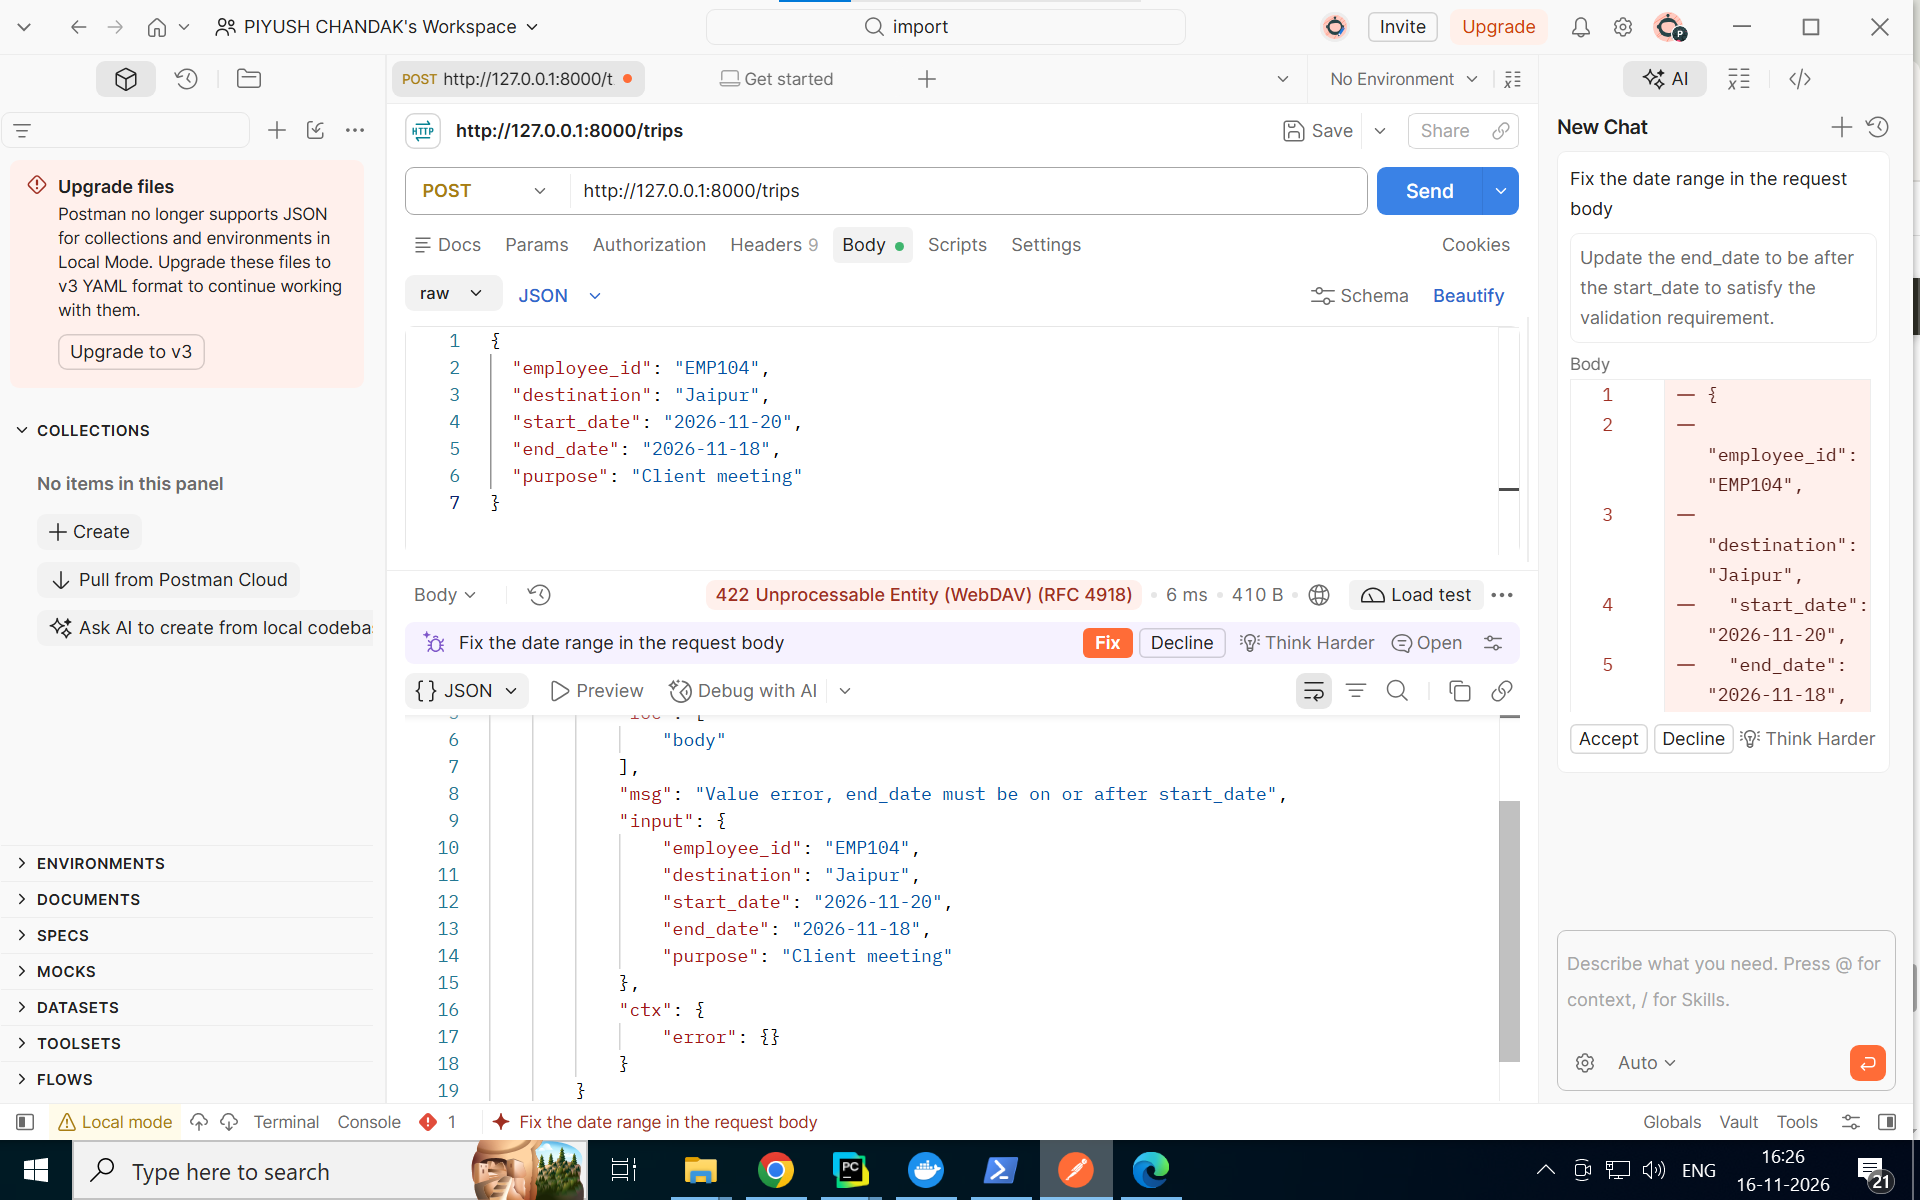 PIYUSH CHANDAK's Workspace
import
Invite
Upgrade
POST http://127.0.0.1:8000/t
Get started
No Environment
AI
Upgrade files
Postman no longer supports JSON
for collections and environments in
Local Mode. Upgrade these files to
v3 YAML format to continue working
with them.
Upgrade to v3
COLLECTIONS
No items in this panel
Create
Pull from Postman Cloud
Ask AI to create from local codeba
ENVIRONMENTS
DOCUMENTS
SPECS
MOCKS
DATASETS
TOOLSETS
FLOWS
HTTP http://127.0.0.1:8000/trips
Save
Share
POST
http://127.0.0.1:8000/trips
Send
Docs
Params
Authorization
Headers 9
Body
Scripts
Settings
Cookies
raw
JSON
Schema
Beautify
1 {
2 "employee_id": "EMP104",
3 "destination": "Jaipur",
4 "start_date": "2026-11-20",
5 "end_date": "2026-11-18",
6 "purpose": "Client meeting"
7 }
Body
422 Unprocessable Entity (WebDAV) (RFC 4918)
6 ms
410 B
Load test
Fix the date range in the request body
Fix
Decline
Think Harder
Open
{} JSON
Preview
Debug with AI
6 "body"
7 ],
8 "msg": "Value error, end_date must be on or after start_date",
9 "input": {
10 "employee_id": "EMP104",
11 "destination": "Jaipur",
12 "start_date": "2026-11-20",
13 "end_date": "2026-11-18",
14 "purpose": "Client meeting"
15 },
16 "ctx": {
17 "error": {}
18 }
19 }
New Chat
Fix the date range in the request
body
Update the end_date to be after
the start_date to satisfy the
validation requirement.
Body
1 — {
2 —
"employee_id":
"EMP104",
3 —
"destination":
"Jaipur",
4 — "start_date":
"2026-11-20",
5 — "end_date":
"2026-11-18",
Accept
Decline
Think Harder
Describe what you need. Press @ for
context, / for Skills.
Auto
Local mode
Terminal
Console
1
Fix the date range in the request body
Globals
Vault
Tools
Type here to search
PC
ENG
16:26
16-11-2026
21